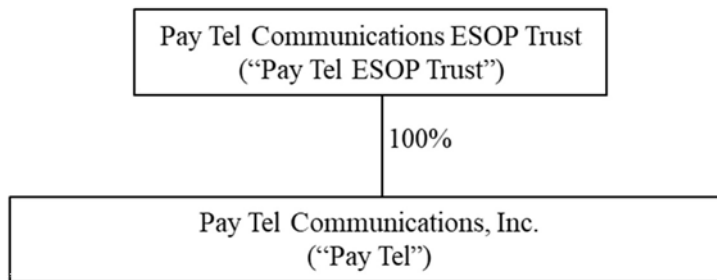 Pay Tel Communications ESOP Trust
(“Pay Tel ESOP Trust”)
100%
Pay Tel Communications, Inc.
(“Pay Tel”)